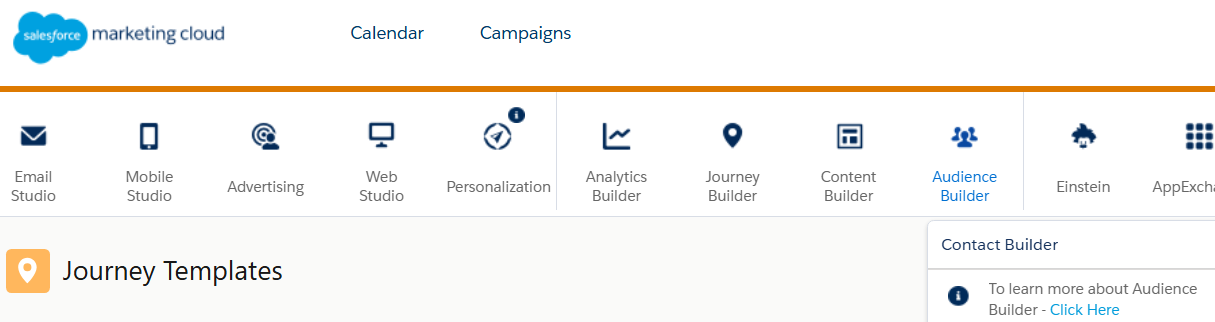 salesforce marketing cloud
Calendar
Campaigns
Email
Studio
Mobile
Studio
Advertising
Web
Studio
Personalization
Analytics
Builder
Journey
Builder
Content
Builder
Audience
Builder
Einstein
AppExcha
Journey Templates
Contact Builder
To learn more about Audience
Builder - Click Here